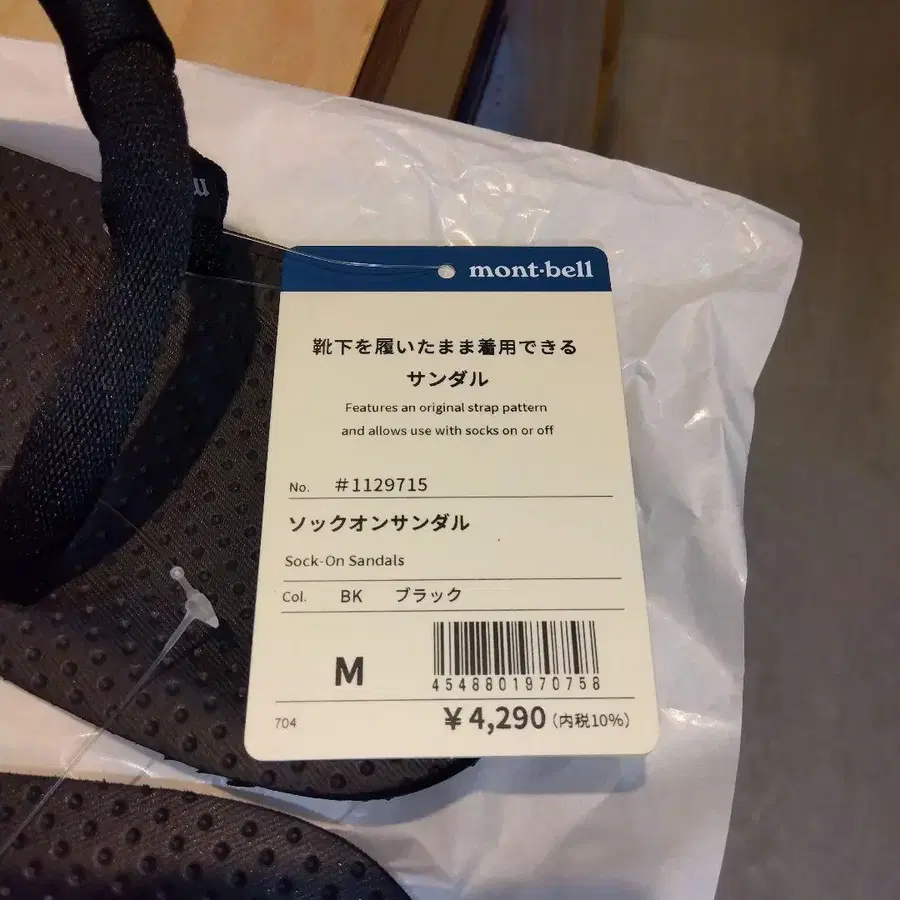 mont·bell
靴下を履いたまま着用できる
サンダル
Features an original strap pattern
and allows use with socks on or off
No. #1129715
ソックオンサンダル
Sock-On Sandals
Col. BK ブラック
M
4548801970758
704 ¥4,290(内税10%)